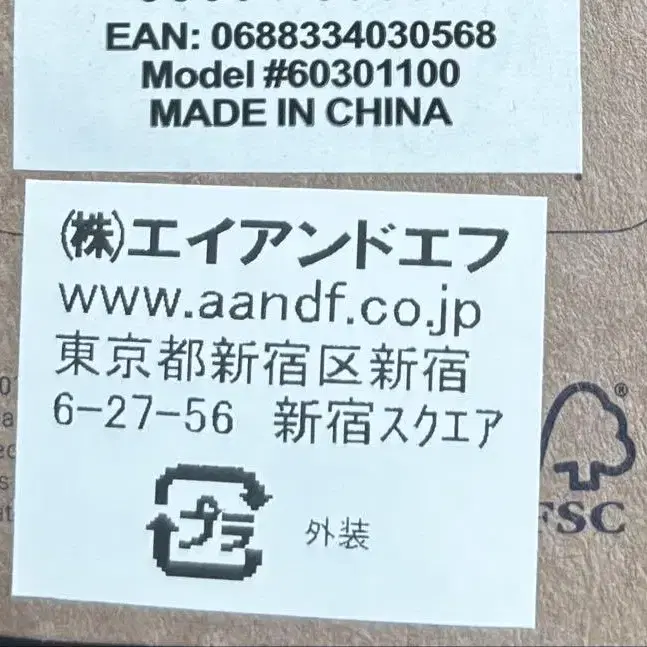 EAN: 0688334030568
Model #60301100
MADE IN CHINA
(株)エイアンドエフ
www.aandf.co.jp
東京都新宿区新宿
6-27-56 新宿スクエア
プラ 外装
FSC